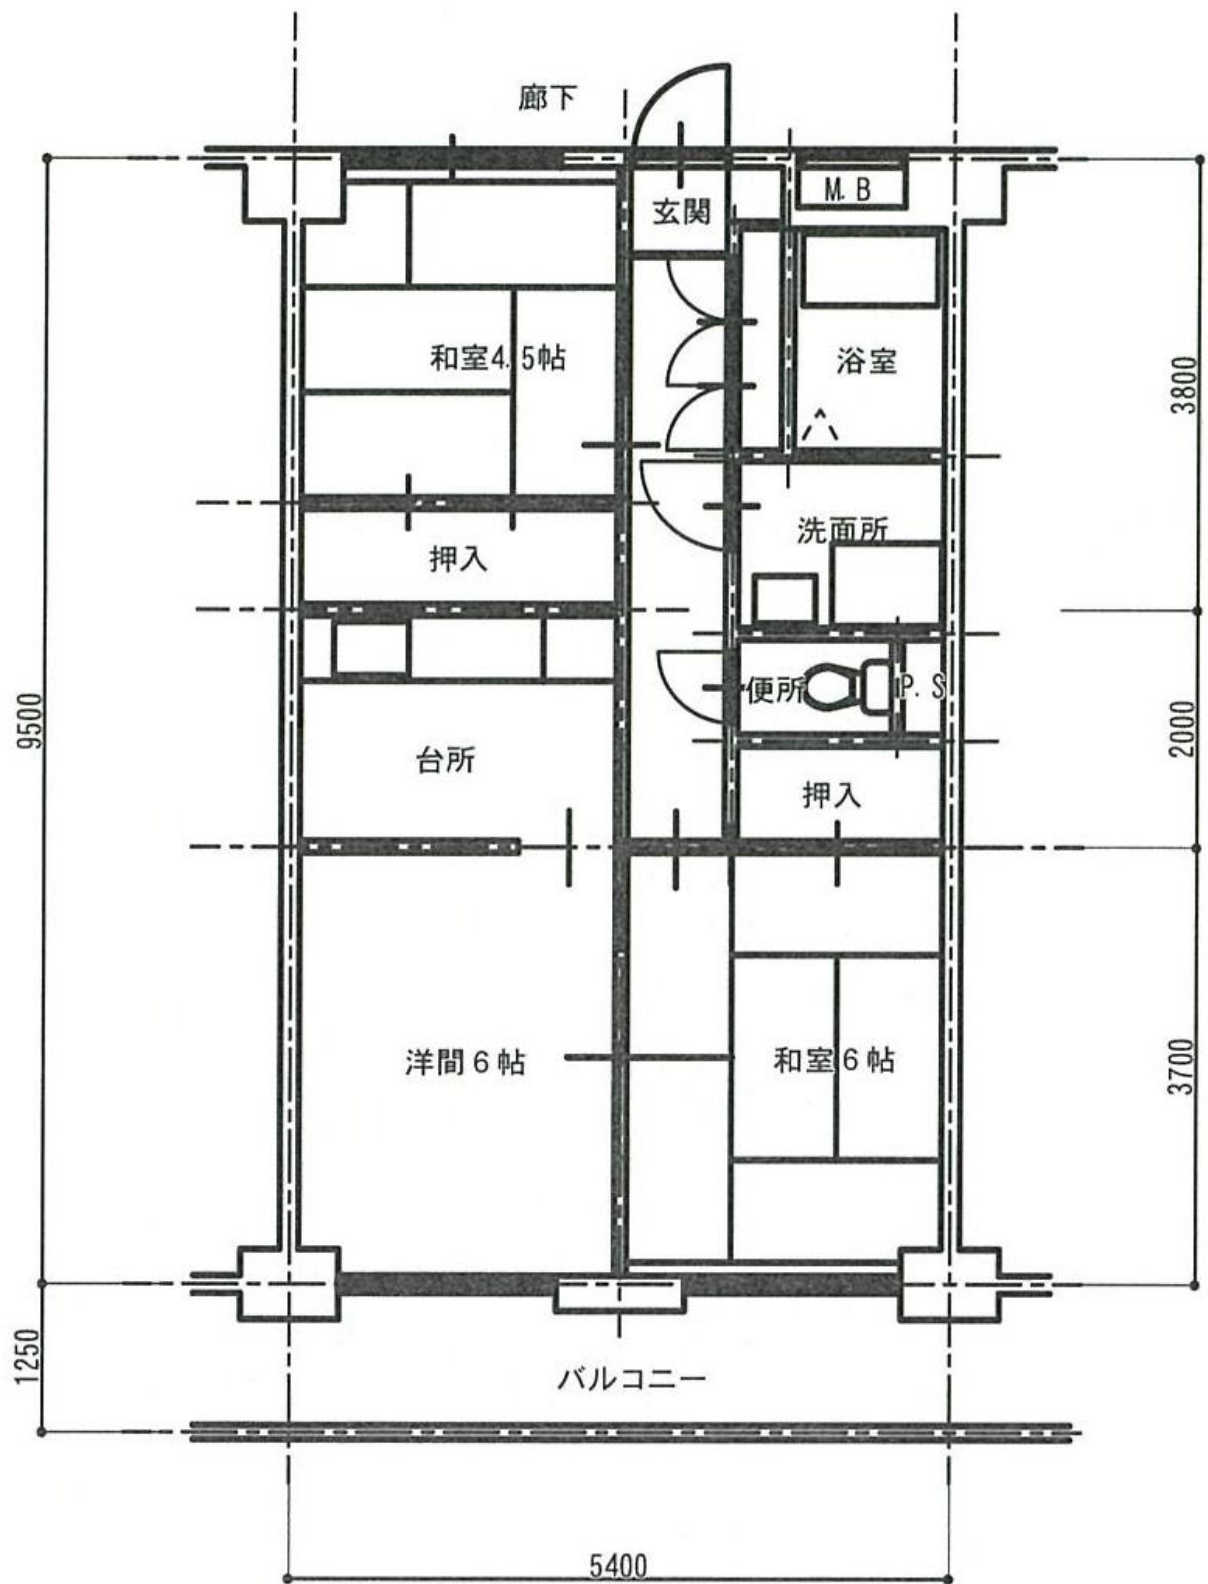 廊下
玄関
M.B
和室4.5帖
浴室
3800
押入
洗面所
9500
台所
便所
P.S
2000
押入
洋間6帖
和室6帖
3700
1250
バルコニー
5400